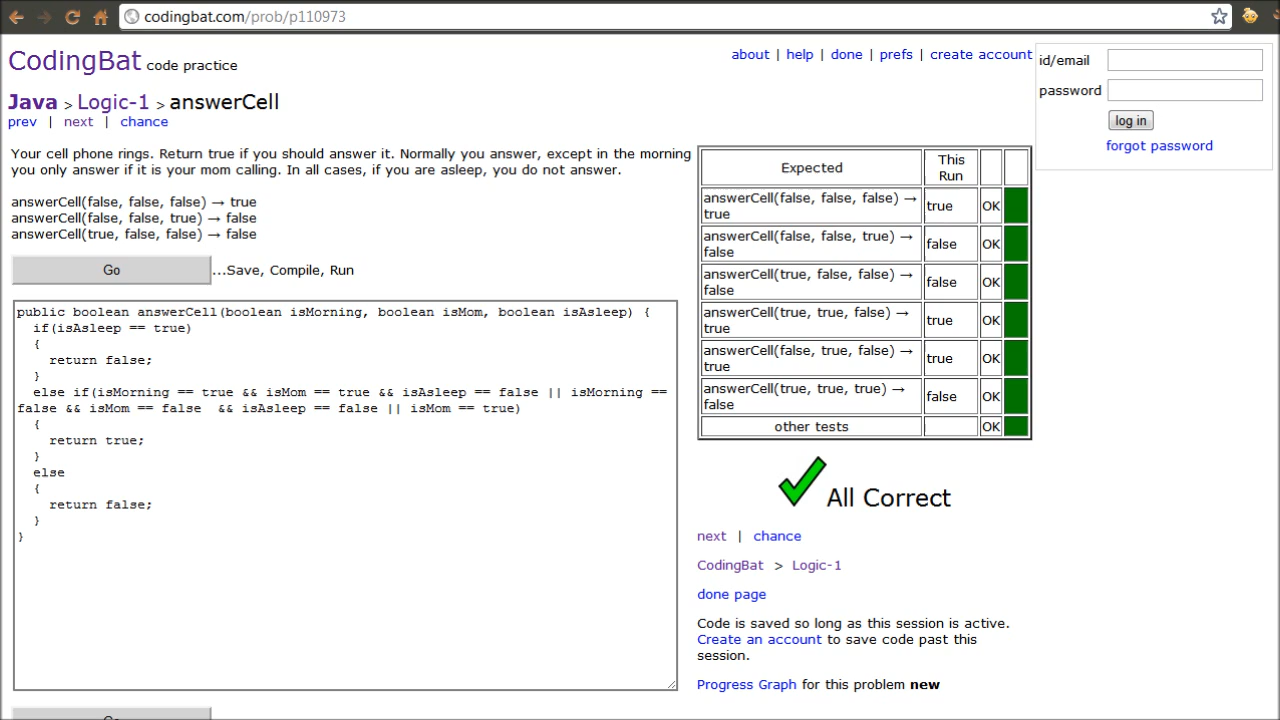 codingbat.com/prob/p110973
CodingBat code practice
about | help | done | prefs | create account
id/email
password
log in
forgot password
Java > Logic-1 > answerCell
prev | next | chance
Your cell phone rings. Return true if you should answer it. Normally you answer, except in the morning
you only answer if it is your mom calling. In all cases, if you are asleep, you do not answer.
answerCell(false, false, false) → true
answerCell(false, false, true) → false
answerCell(true, false, false) → false
Go ...Save, Compile, Run
public boolean answerCell(boolean isMorning, boolean isMom, boolean isAsleep) {
if(isAsleep == true)
{
return false;
}
else if(isMorning == true && isMom == true && isAsleep == false || isMorning ==
false && isMom == false  && isAsleep == false || isMom == true)
{
return true;
}
else
{
return false;
}
}
Expected This
Run
answerCell(false, false, false) →
true true OK
answerCell(false, false, true) →
false false OK
answerCell(true, false, false) →
false false OK
answerCell(true, true, false) →
true true OK
answerCell(false, true, false) →
true true OK
answerCell(true, true, true) →
false false OK
other tests OK
All Correct
next | chance
CodingBat > Logic-1
done page
Code is saved so long as this session is active.
Create an account to save code past this
session.
Progress Graph for this problem new
Go